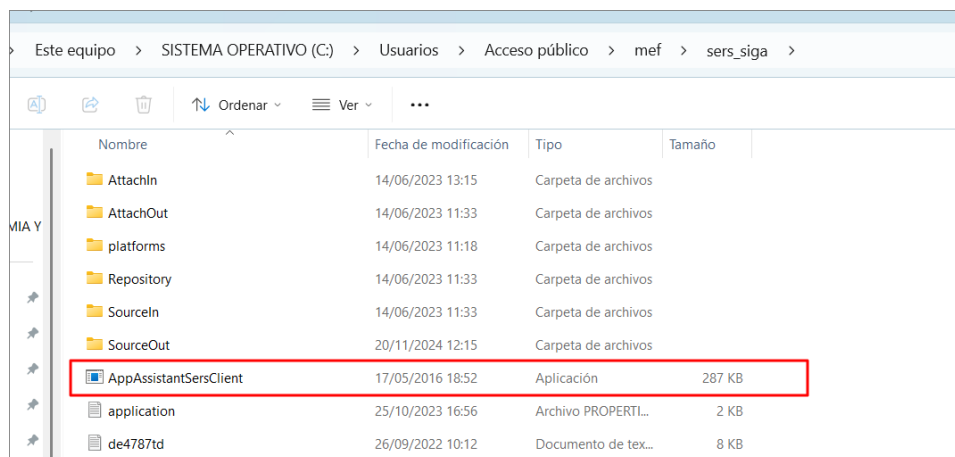 Este equipo > SISTEMA OPERATIVO (C:) > Usuarios > Acceso público > mef > sers_siga >
Ordenar Ver ...
Nombre Fecha de modificación Tipo Tamaño
AttachIn 14/06/2023 13:15 Carpeta de archivos
AttachOut 14/06/2023 11:33 Carpeta de archivos
MIA Y
platforms 14/06/2023 11:18 Carpeta de archivos
Repository 14/06/2023 11:33 Carpeta de archivos
SourceIn 14/06/2023 11:33 Carpeta de archivos
SourceOut 20/11/2024 12:15 Carpeta de archivos
AppAssistantSersClient 17/05/2016 18:52 Aplicación 287 KB
application 25/10/2023 16:56 Archivo PROPERTI... 2 KB
de4787td 26/09/2022 10:12 Documento de tex... 8 KB